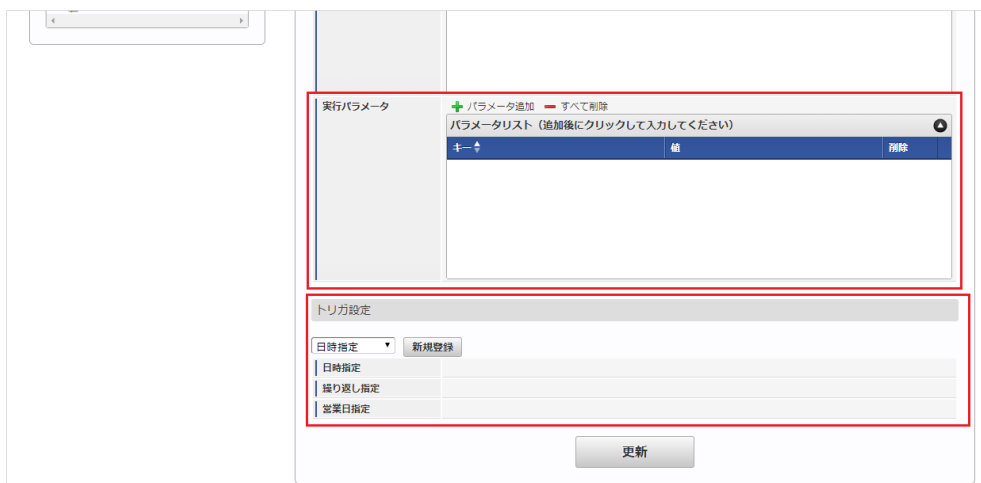 実行パラメータ
パラメータ追加 すべて削除
パラメータリスト（追加後にクリックして入力してください）
キー 値 削除
トリガ設定
日時指定 新規登録
日時指定
繰り返し指定
営業日指定
更新